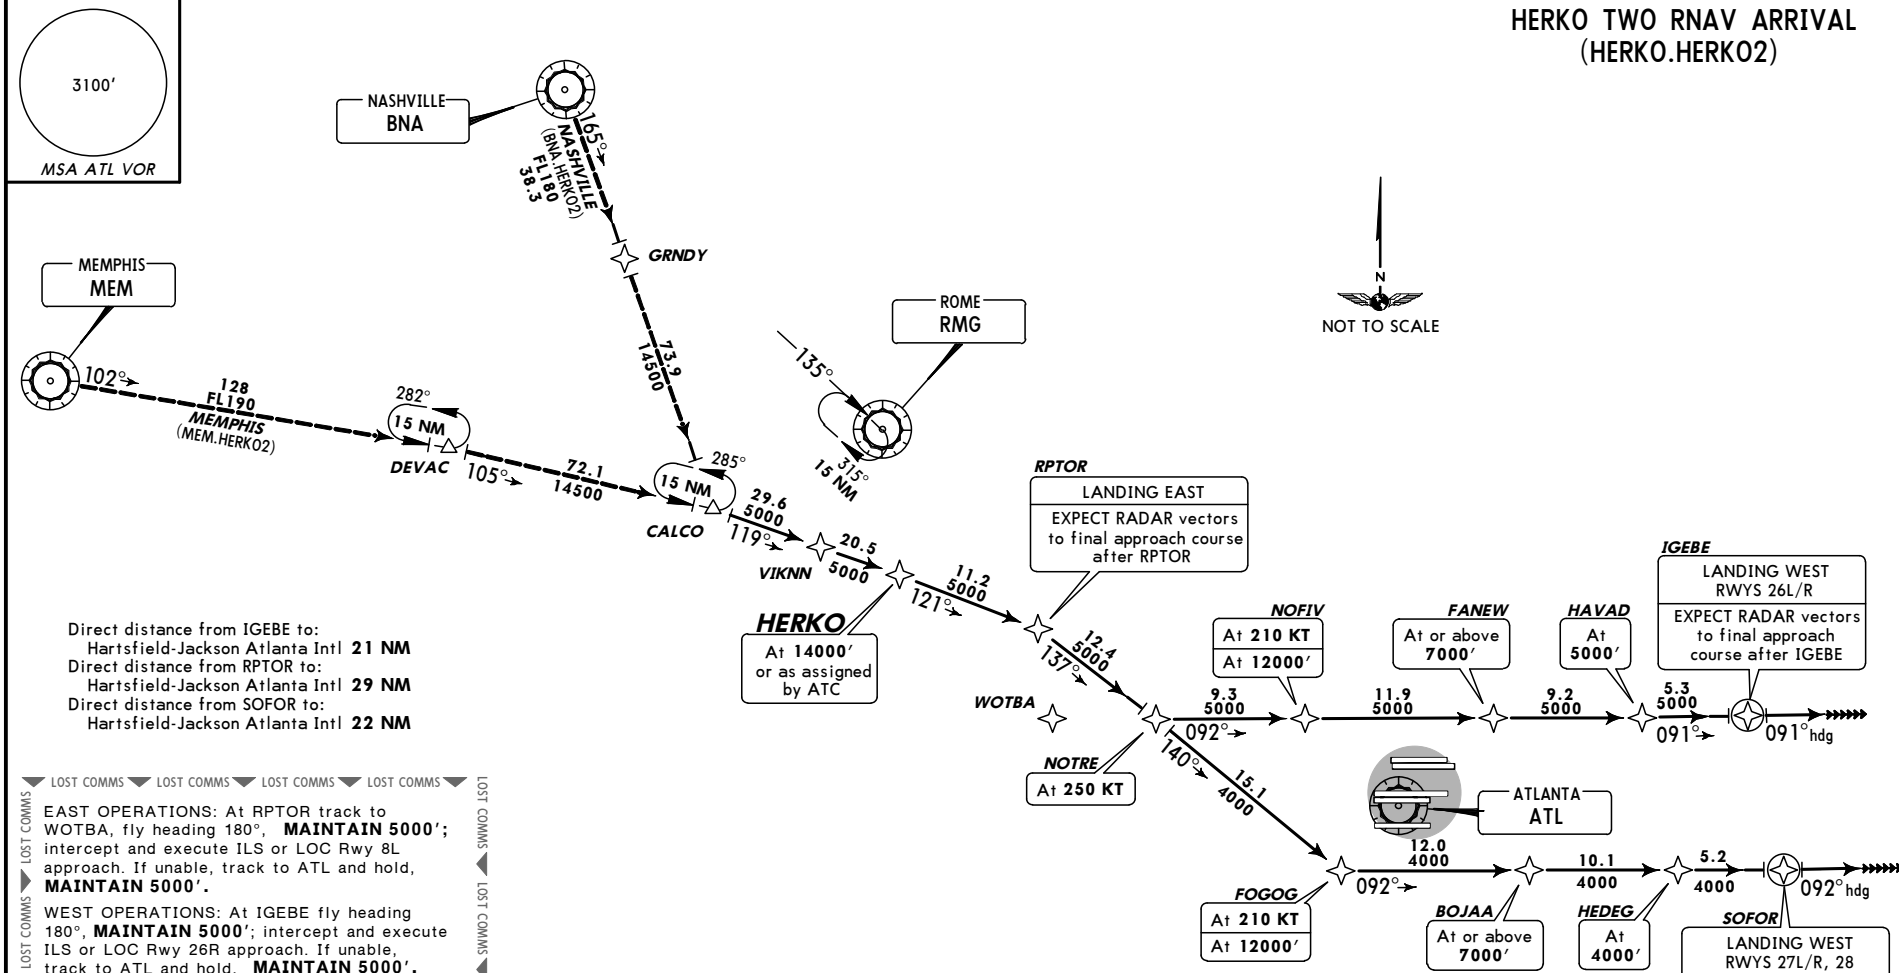 HERKO TWO RNAV ARRIVAL
(HERKO.HERKO2)
3100'
MSA ATL VOR
NASHVILLE
BNA
165°
NASHVILLE
(BNA.HERKO2)
FL180
38.3
GRNDY
73.9
14500
MEMPHIS
MEM
102°
128
FL190
MEMPHIS
(MEM.HERKO2)
282°
15 NM
DEVAC
105°
72.1
14500
285°
15 NM
CALCO
119°
29.6
5000
ROME
RMG
135°
315°
15 NM
N
NOT TO SCALE
VIKNN
20.5
5000
HERKO
At 14000'
or as assigned
by ATC
121°
11.2
5000
RPTOR
LANDING EAST
EXPECT RADAR vectors
to final approach course
after RPTOR
12.4
5000
137°
WOTBA
NOTRE
At 250 KT
9.3
5000
092°
NOFIV
At 210 KT
At 12000'
11.9
5000
FANEW
At or above
7000'
9.2
5000
HAVAD
At
5000'
5.3
5000
091°
IGEBE
LANDING WEST
RWYS 26L/R
EXPECT RADAR vectors
to final approach
course after IGEBE
091° hdg
140°
15.1
4000
ATLANTA
ATL
FOGOG
At 210 KT
At 12000'
12.0
4000
092°
BOJAA
At or above
7000'
10.1
4000
HEDEG
At
4000'
5.2
4000
SOFOR
LANDING WEST
RWYS 27L/R, 28
092° hdg
Direct distance from IGEBE to:
Hartsfield-Jackson Atlanta Intl 21 NM
Direct distance from RPTOR to:
Hartsfield-Jackson Atlanta Intl 29 NM
Direct distance from SOFOR to:
Hartsfield-Jackson Atlanta Intl 22 NM
LOST COMMS LOST COMMS LOST COMMS LOST COMMS
LOST COMMS LOST COMMS
LOST COMMS LOST COMMS
EAST OPERATIONS: At RPTOR track to
WOTBA, fly heading 180°, MAINTAIN 5000';
intercept and execute ILS or LOC Rwy 8L
approach. If unable, track to ATL and hold,
MAINTAIN 5000'.
WEST OPERATIONS: At IGEBE fly heading
180°, MAINTAIN 5000'; intercept and execute
ILS or LOC Rwy 26R approach. If unable,
track to ATL and hold, MAINTAIN 5000'.